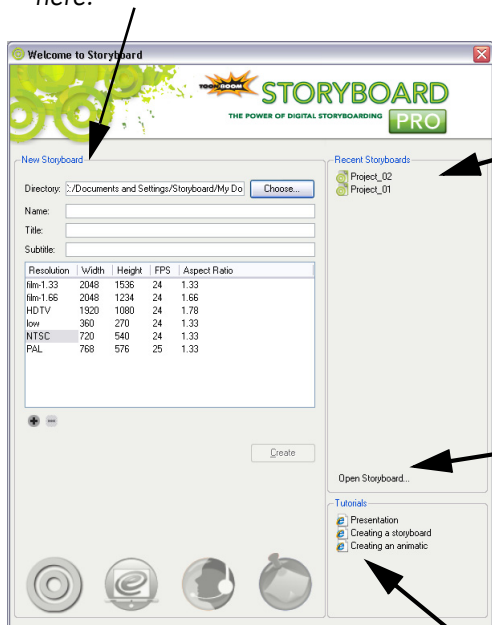 here.
Welcome to Storyboard
TOON BOOM STORYBOARD
THE POWER OF DIGITAL STORYBOARDING PRO
New Storyboard
Directory: :/Documents and Settings/Storyboard/My Do Choose...
Name:
Title:
Subtitle:
Resolution Width Height FPS Aspect Ratio
film-1.33 2048 1536 24 1.33
film-1.66 2048 1234 24 1.66
HDTV 1920 1080 24 1.78
low 360 270 24 1.33
NTSC 720 540 24 1.33
PAL 768 576 25 1.33
Create
Recent Storyboards
Project_02
Project_01
Open Storyboard...
Tutorials
Presentation
Creating a storyboard
Creating an animatic